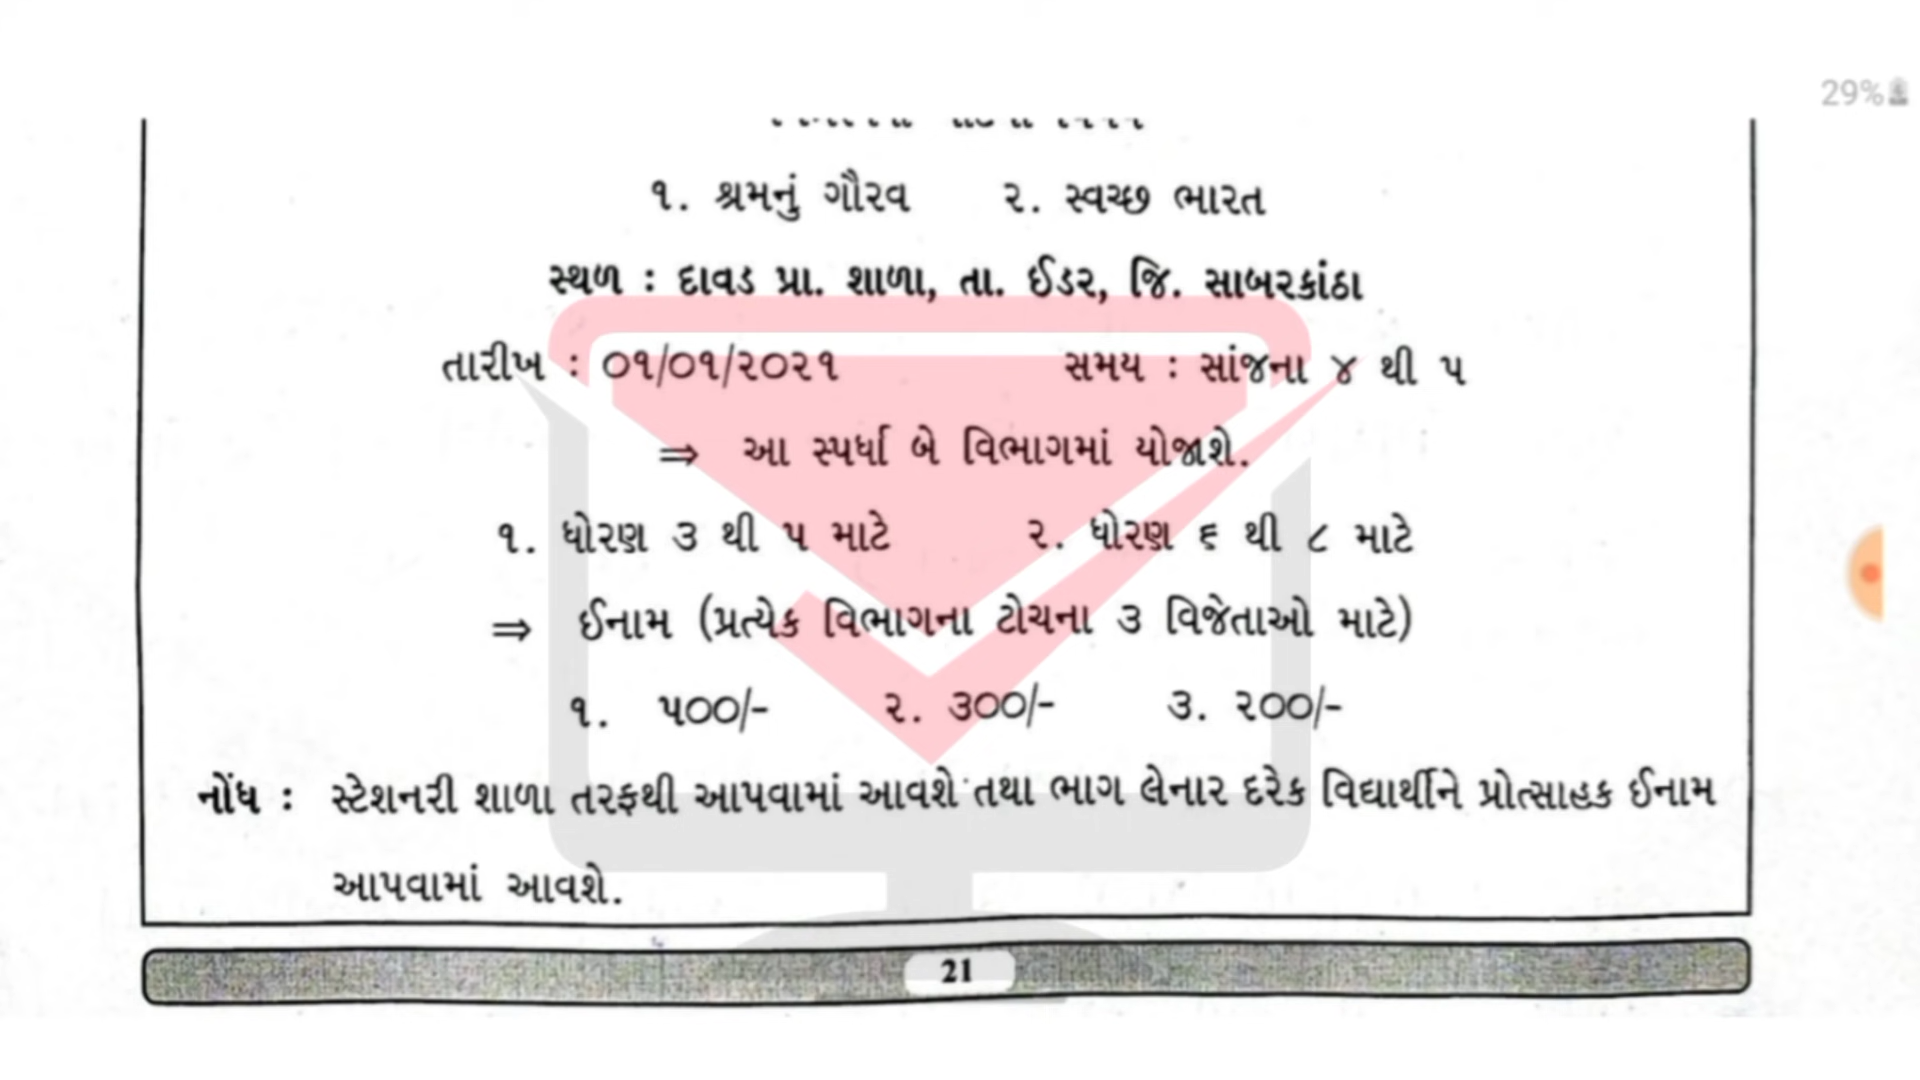 29%
૧. શ્રમનું ગૌરવ ૨. સ્વચ્છ ભારત
સ્થળ : દાવડ પ્રા. શાળા, તા. ઈડર, જિ. સાબરકાંઠા
તારીખ : ૦૧/૦૧/૨૦૨૧ સમય : સાંજના ૪ થી ૫
⇒ આ સ્પર્ધા બે વિભાગમાં યોજાશે.
૧. ધોરણ ૩ થી ૫ માટે ૨. ધોરણ ૬ થી ૮ માટે
⇒ ઈનામ (પ્રત્યેક વિભાગના ટોચના ૩ વિજેતાઓ માટે)
૧. ૫૦૦/- ૨. ૩૦૦/- ૩. ૨૦૦/-
નોંધ : સ્ટેશનરી શાળા તરફથી આપવામાં આવશે તથા ભાગ લેનાર દરેક વિદ્યાર્થીને પ્રોત્સાહક ઈનામ
આપવામાં આવશે.
21